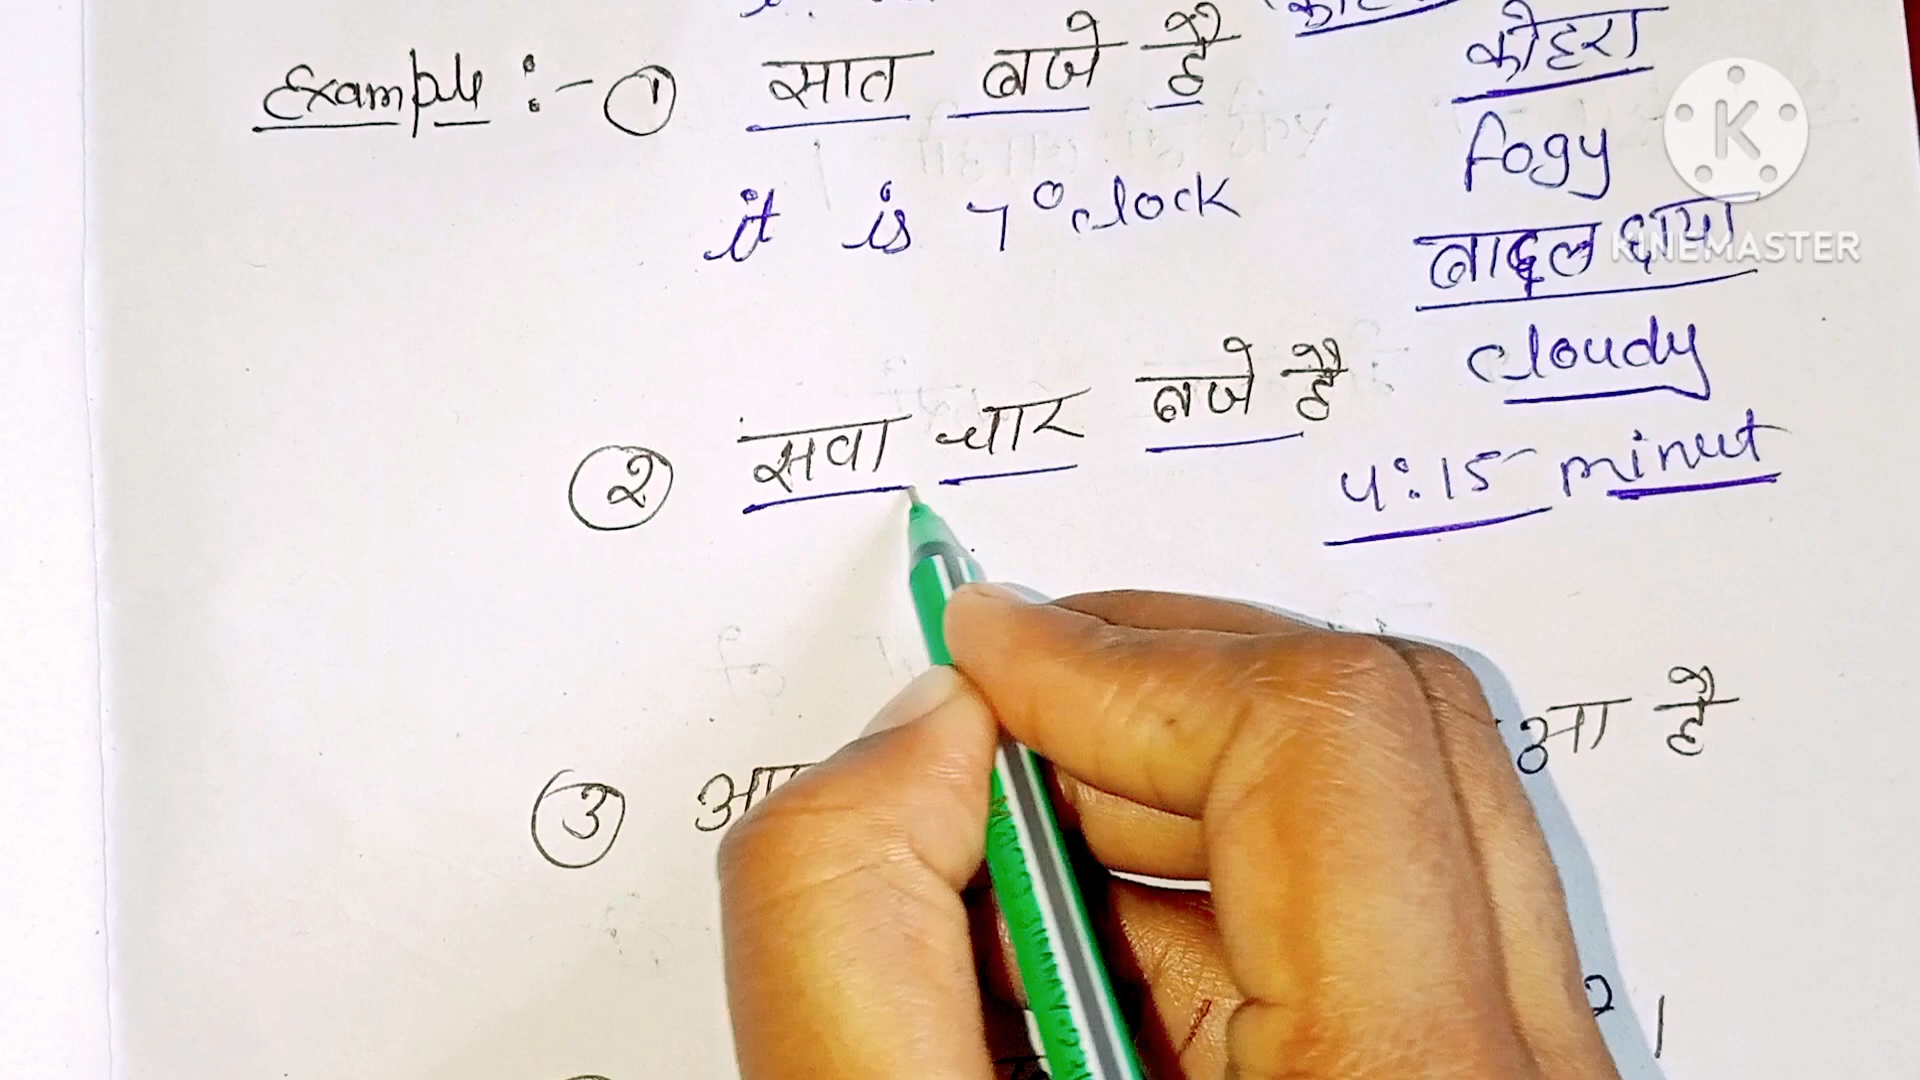 Example :- ① सात बजे है
it is 7 o'clock
कोहरा
fogy
बाद्दल छाया
cloudy
② सवा चार बजे है
4:15 minut
③
है
K
KINEMASTER